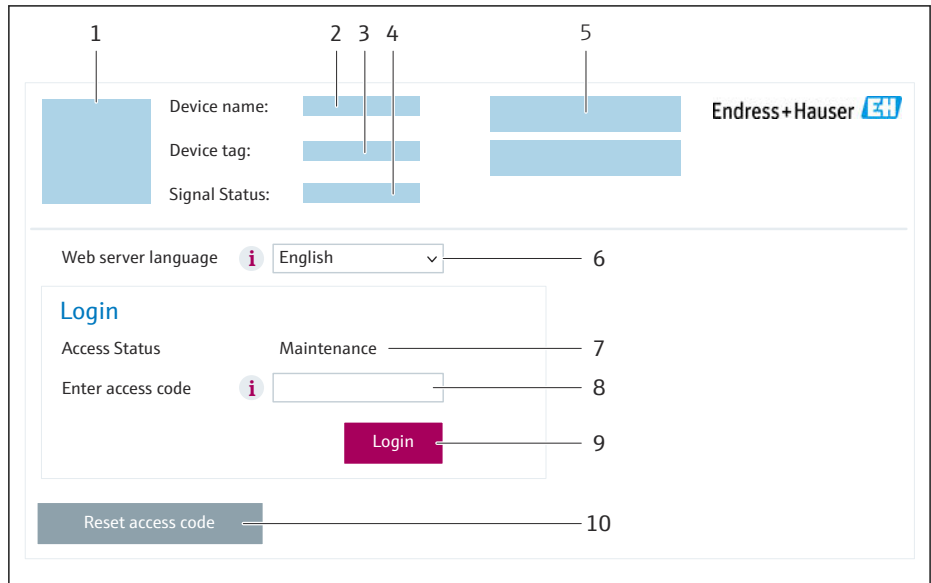 1 2 3 4 5
Device name:
Endress+Hauser EH
Device tag:
Signal Status:
Web server language i English 6
Login
Access Status Maintenance 7
Enter access code i 8
Login 9
Reset access code 10